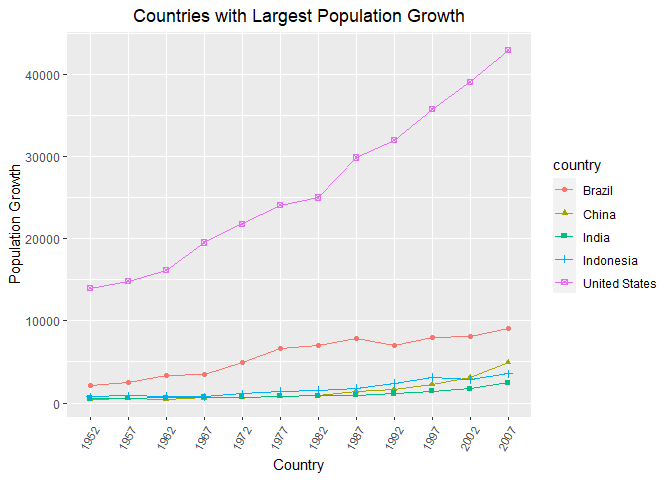 Countries with Largest Population Growth
Population Growth
40000
30000
20000
10000
0
1952
1957
1962
1967
1972
1977
1982
1987
1992
1997
2002
2007
Country
country
Brazil
China
India
Indonesia
United States